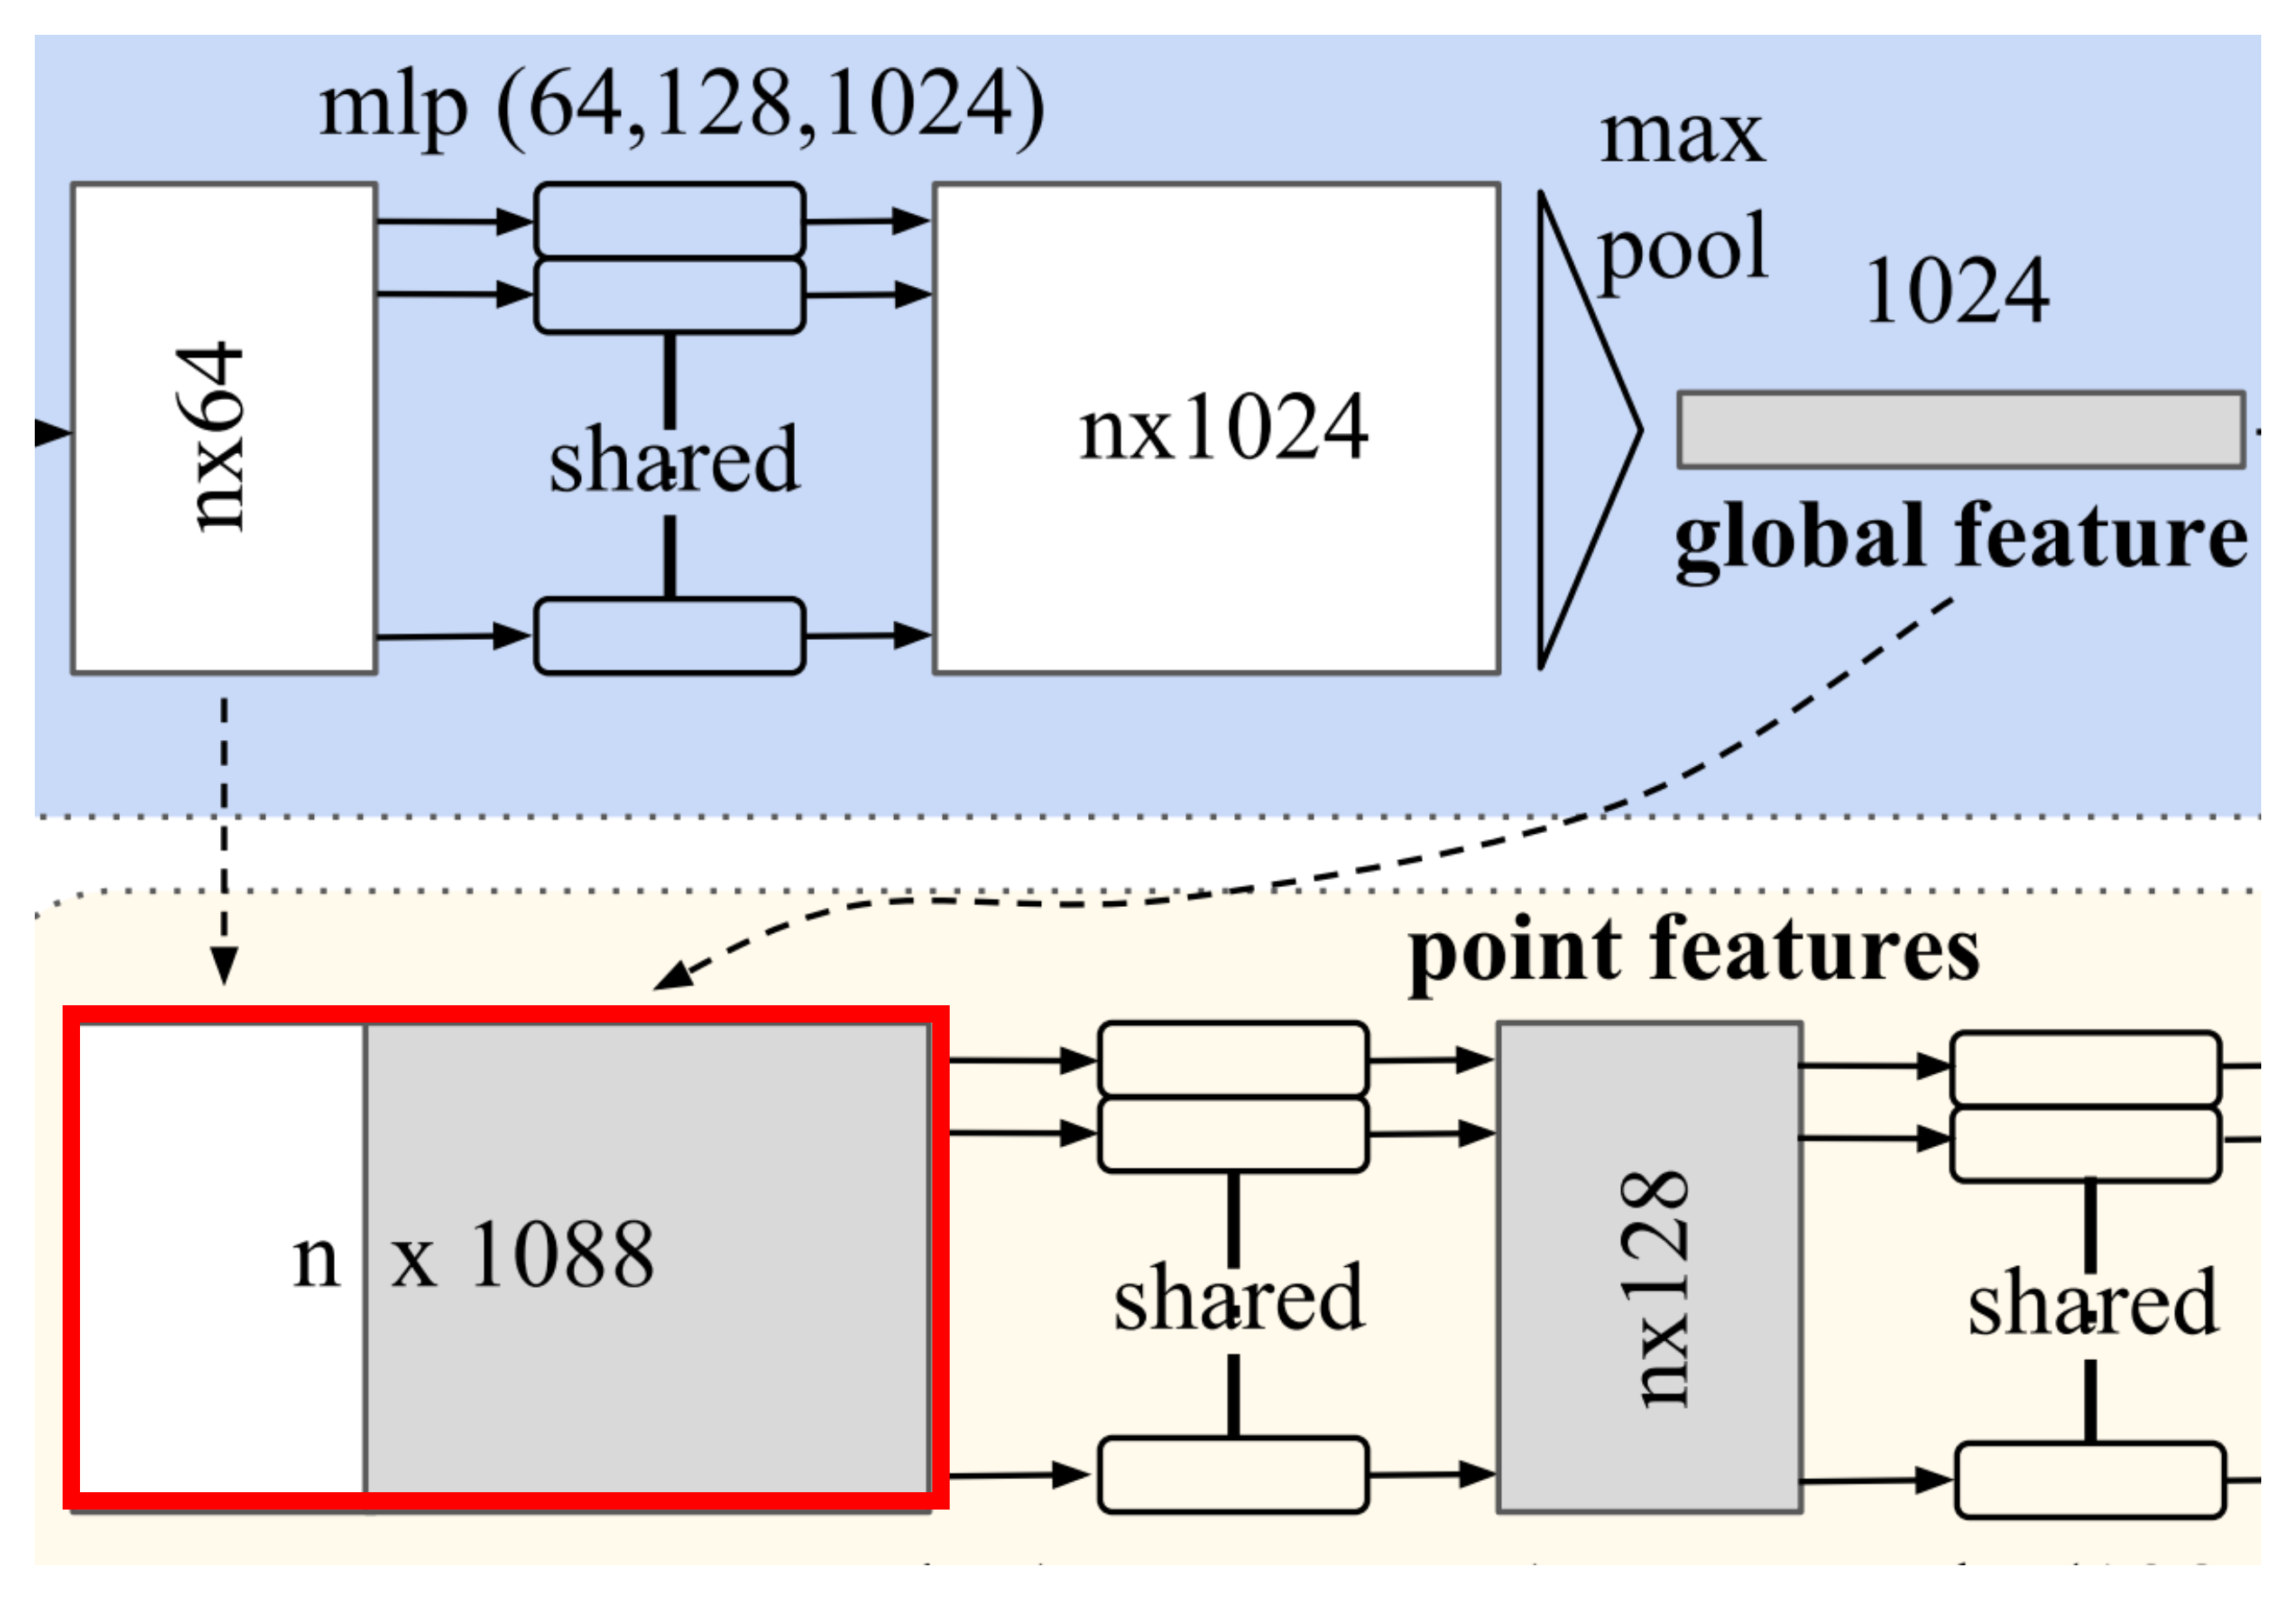 mlp (64,128,1024)
max
pool
1024
nx64
shared
nx1024
global feature
point features
n x 1088
shared
nx128
shared